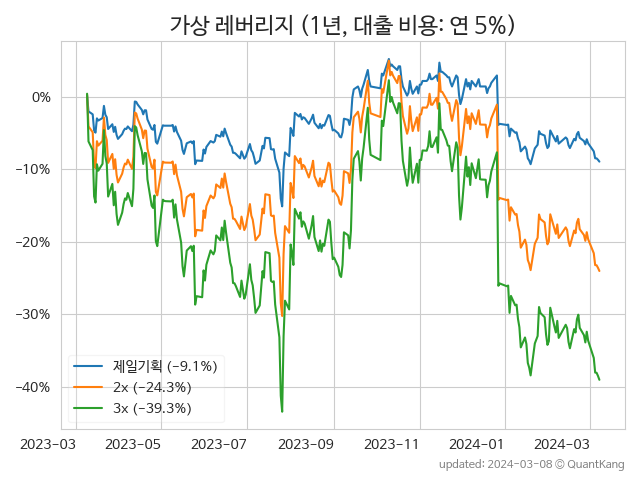 가상 레버리지 (1년, 대출 비용: 연 5%)
0%
−10%
−20%
−30%
−40%
제일기획 (−9.1%)
2x (−24.3%)
3x (−39.3%)
2023-03
2023-05
2023-07
2023-09
2023-11
2024-01
2024-03
updated: 2024-03-08 © QuantKang